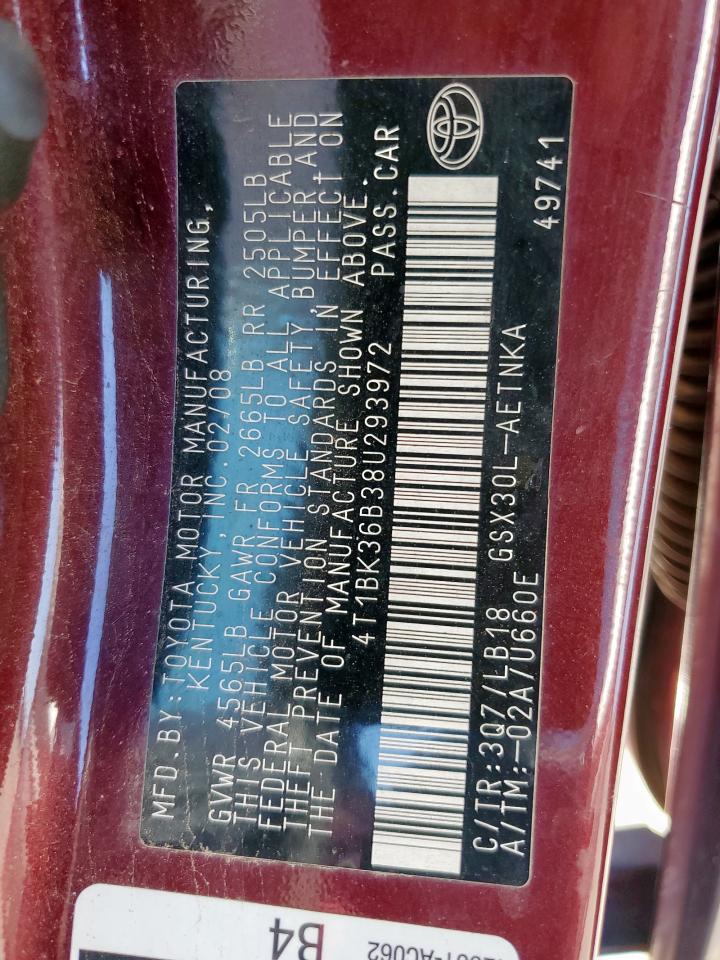 MFD.BY:TOYOTA MOTOR MANUFACTURING,
KENTUCKY, INC. 02/08
GVWR 4565LB GAWR FR 2665LB RR 2505LB
THIS VEHICLE CONFORMS TO ALL APPLICABLE
FEDERAL MOTOR VEHICLE SAFETY, BUMPER, AND
THEFT PREVENTION STANDARDS IN EFFECT ON
THE DATE OF MANUFACTURE SHOWN ABOVE.
4T1BK36B38U293972 PASS.CAR
C/TR:3Q7/LB18 GSX30L-AETNKA
A/TM:-02A/U660E
49741
B4
-AC062